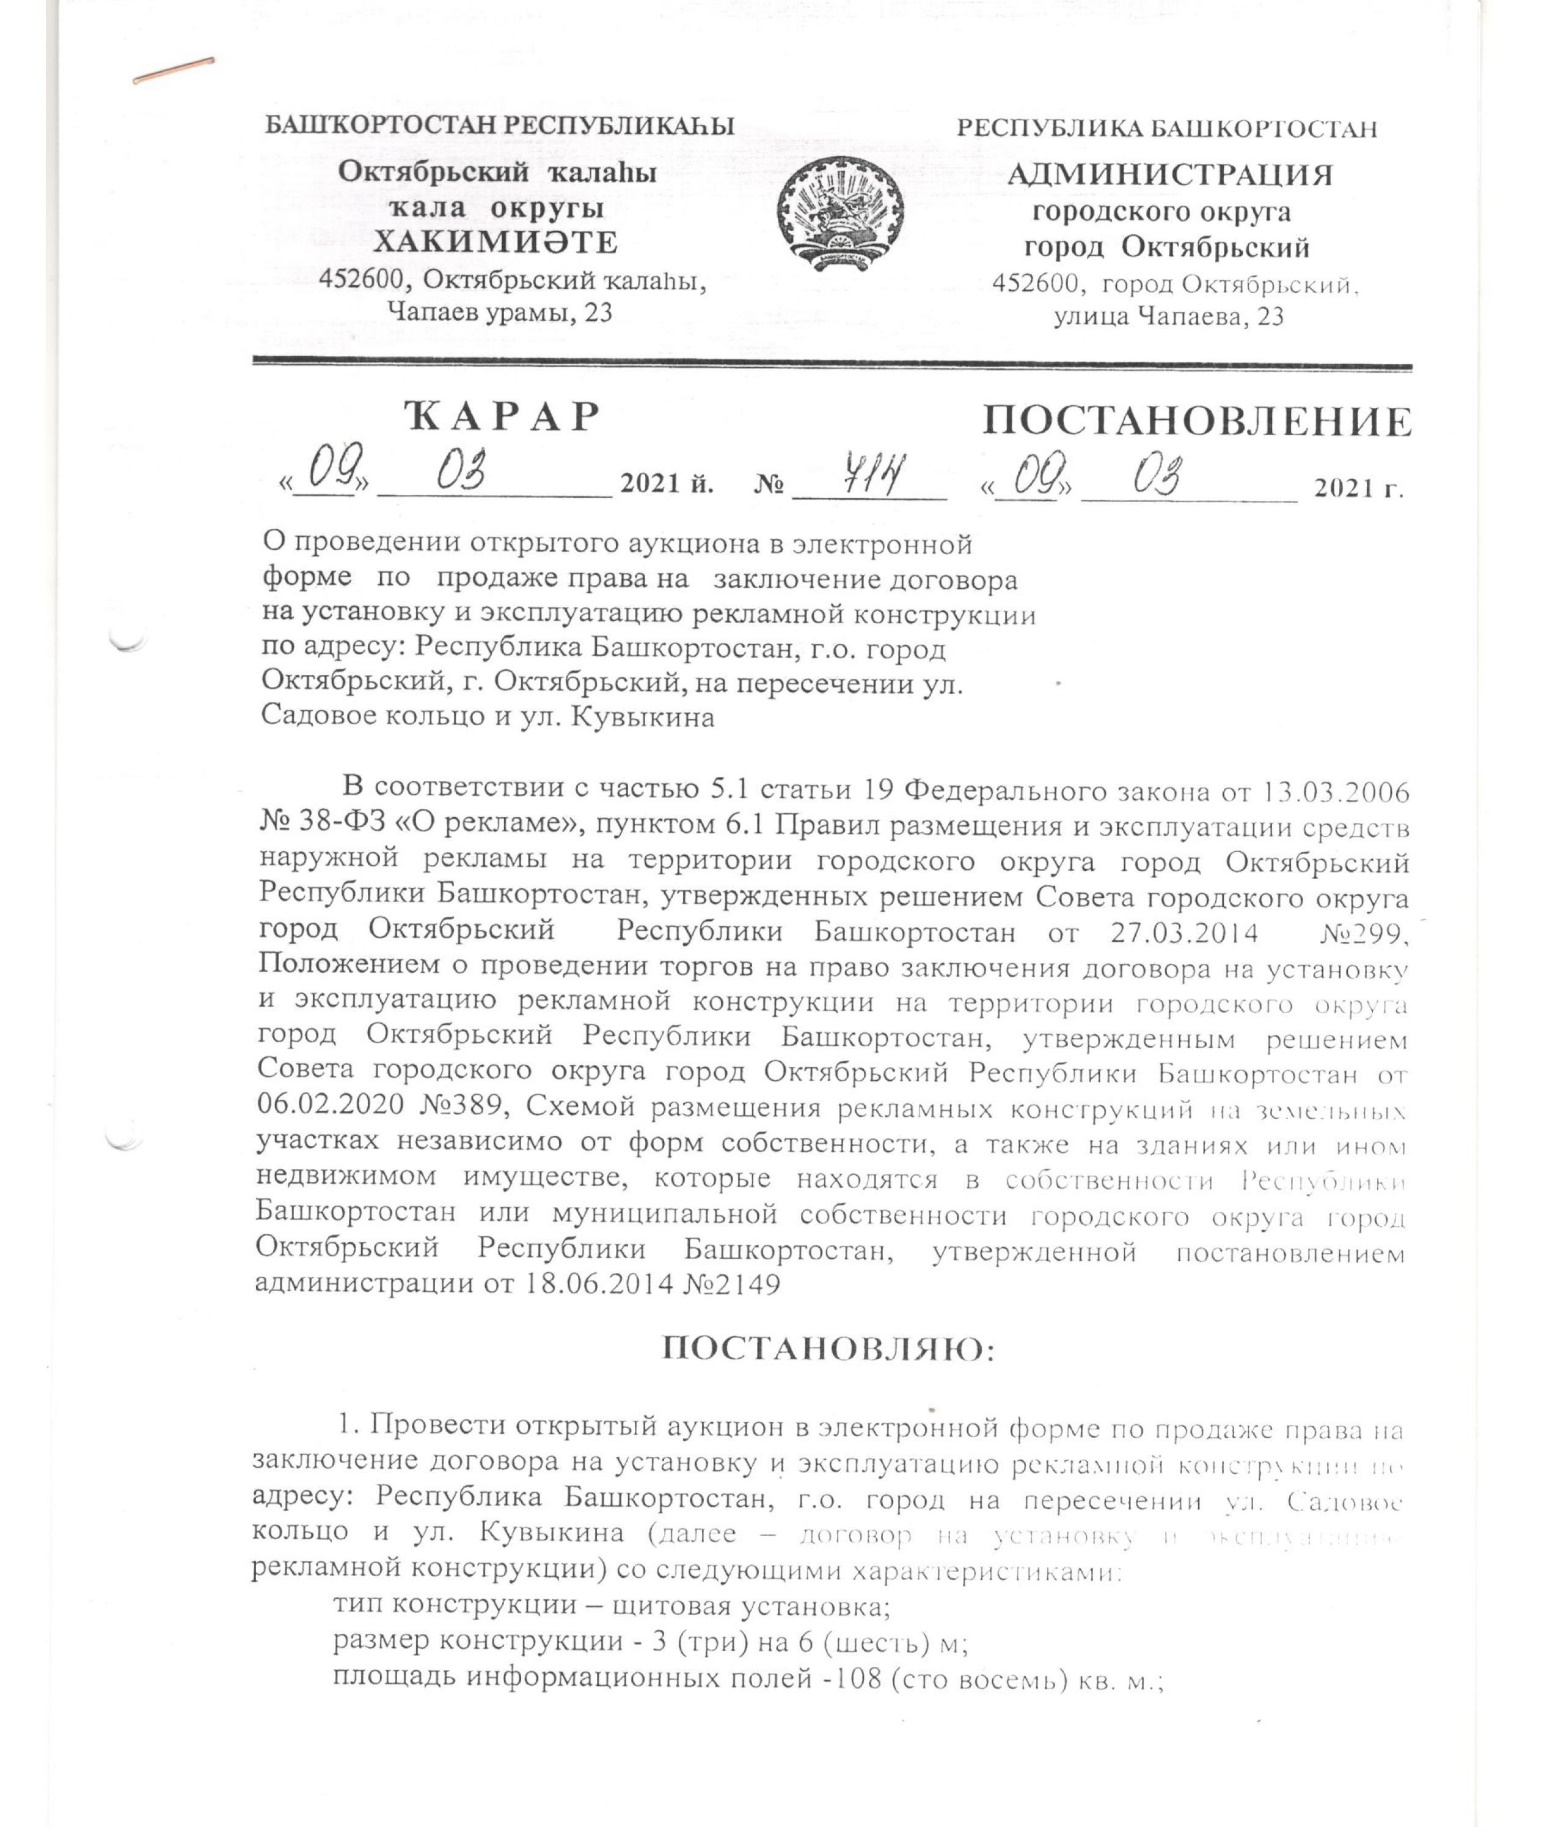 БАШҠОРТОСТАН РЕСПУБЛИКАҺЫ
Октябрьский ҡалаһы
ҡала округы
ХАКИМИӘТЕ
452600, Октябрьский ҡалаһы,
Чапаев урамы, 23
РЕСПУБЛИКА БАШКОРТОСТАН
АДМИНИСТРАЦИЯ
городского округа
город Октябрьский
452600, город Октябрьский,
улица Чапаева, 23
БАШКОРТОСТАН
ҠАРАР
ПОСТАНОВЛЕНИЕ
«09» 03 2021 й. № 714 «09» 03 2021 г.
О проведении открытого аукциона в электронной
форме по продаже права на заключение договора
на установку и эксплуатацию рекламной конструкции
по адресу: Республика Башкортостан, г.о. город
Октябрьский, г. Октябрьский, на пересечении ул.
Садовое кольцо и ул. Кувыкина
В соответствии с частью 5.1 статьи 19 Федерального закона от 13.03.2006
№ 38-ФЗ «О рекламе», пунктом 6.1 Правил размещения и эксплуатации средств
наружной рекламы на территории городского округа город Октябрьский
Республики Башкортостан, утвержденных решением Совета городского округа
город Октябрьский Республики Башкортостан от 27.03.2014 №299,
Положением о проведении торгов на право заключения договора на установку
и эксплуатацию рекламной конструкции на территории городского округа
город Октябрьский Республики Башкортостан, утвержденным решением
Совета городского округа город Октябрьский Республики Башкортостан от
06.02.2020 №389, Схемой размещения рекламных конструкций на земельных
участках независимо от форм собственности, а также на зданиях или ином
недвижимом имуществе, которые находятся в собственности Республики
Башкортостан или муниципальной собственности городского округа город
Октябрьский Республики Башкортостан, утвержденной постановлением
администрации от 18.06.2014 №2149
ПОСТАНОВЛЯЮ:
1. Провести открытый аукцион в электронной форме по продаже права на
заключение договора на установку и эксплуатацию рекламной конструкции по
адресу: Республика Башкортостан, г.о. город на пересечении ул. Садовое
кольцо и ул. Кувыкина (далее – договор на установку и эксплуатацию
рекламной конструкции) со следующими характеристиками:
тип конструкции – щитовая установка;
размер конструкции - 3 (три) на 6 (шесть) м;
площадь информационных полей -108 (сто восемь) кв. м.;